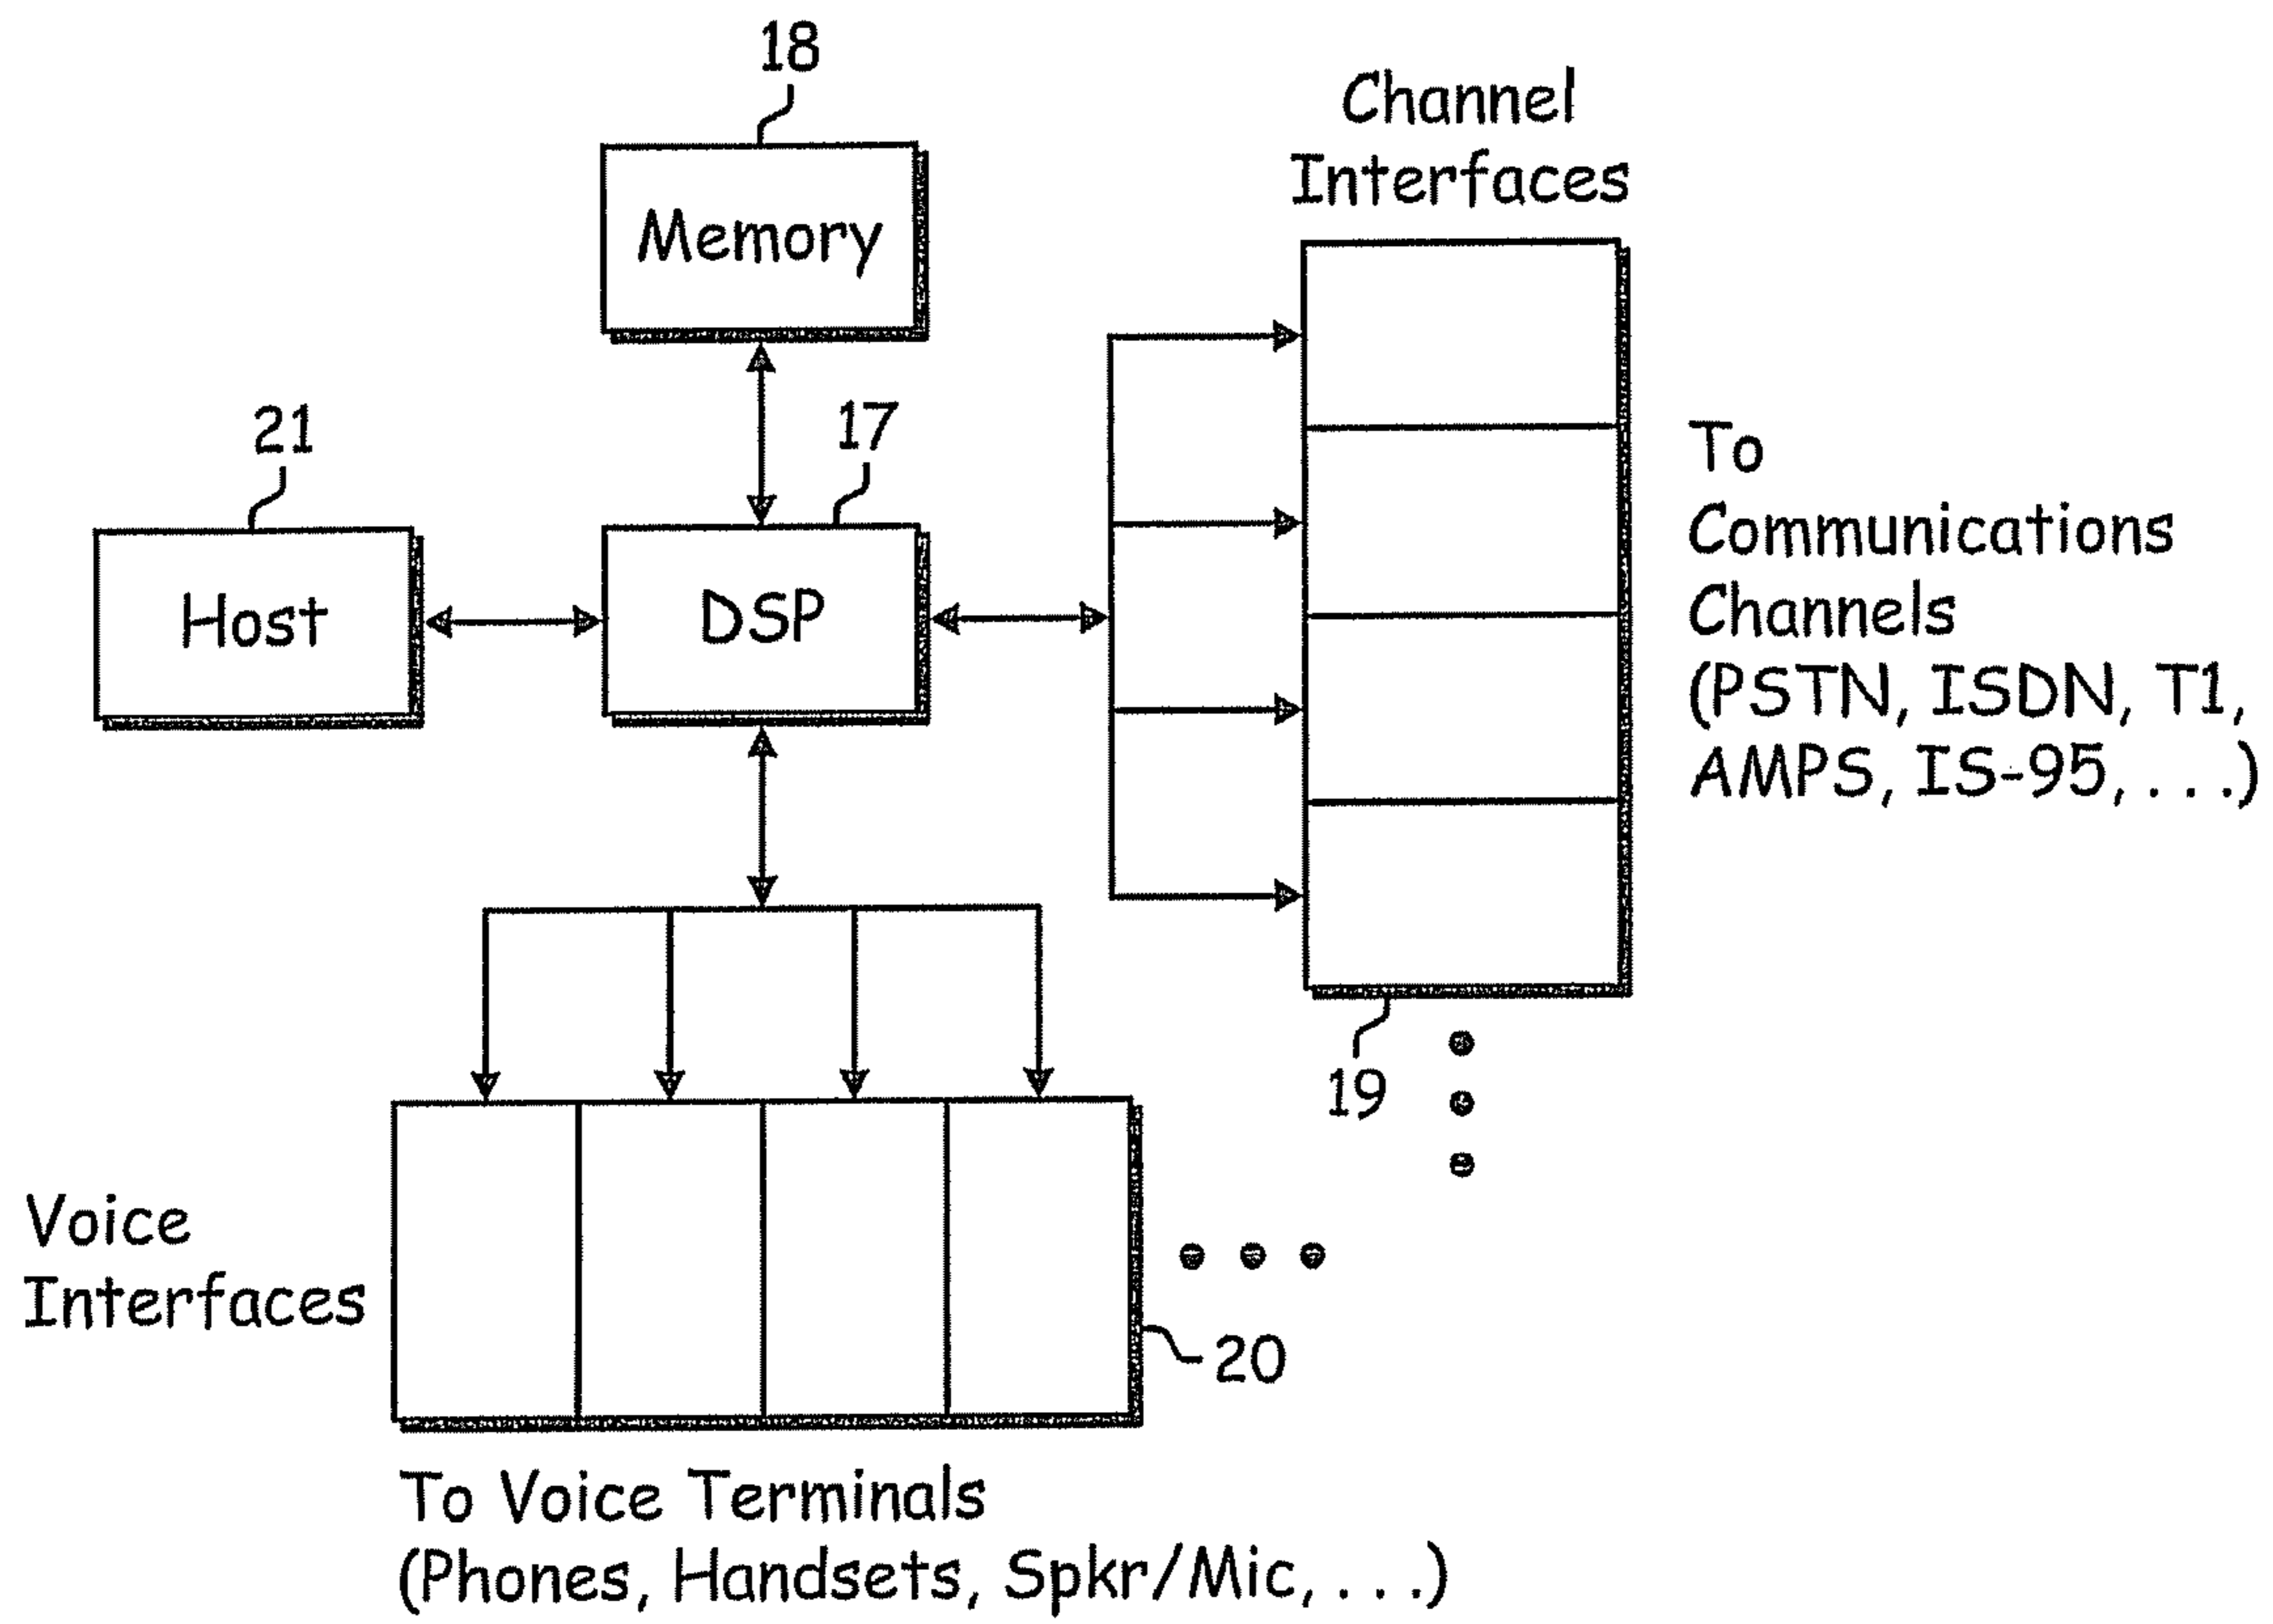 18
Memory
Channel
Interfaces
21
17
Host
DSP
To
Communications
Channels
(PSTN, ISDN, T1,
AMPS, IS-95, . . .)
19
Voice
Interfaces
20
To Voice Terminals
(Phones, Handsets, Spkr/Mic, . . .)